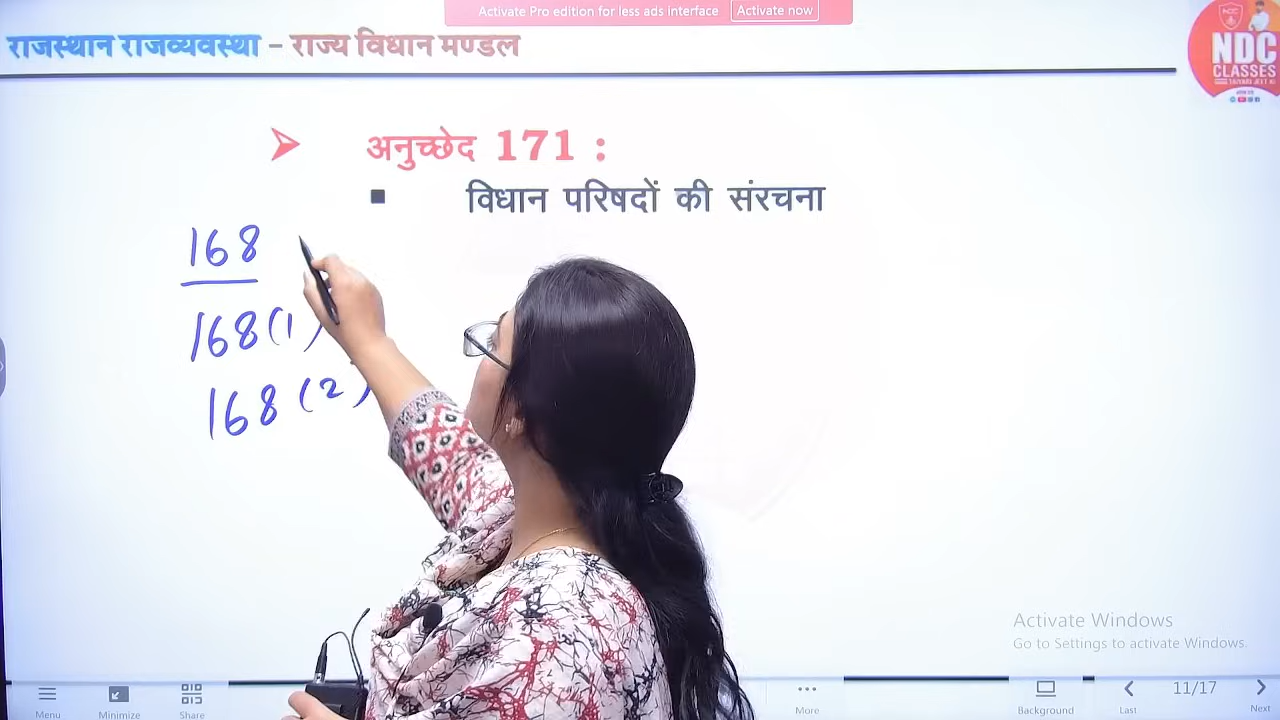 Activate Pro edition for less ads interface Activate now
राजस्थान राजव्यवस्था – राज्य विधान मण्डल
NDC
CLASSES
➢ अनुच्छेद 171 :
▪ विधान परिषदों की संरचना
168
168(1)
168(2)
Activate Windows
Go to Settings to activate Windows.
Menu Minimize Share More Background Last 11/17 Next